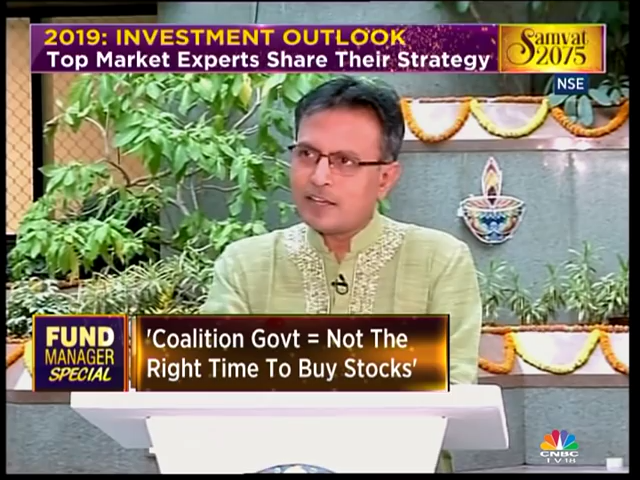 2019: INVESTMENT OUTLOOK
Top Market Experts Share Their Strategy
Samvat
2075
NSE
FUND
MANAGER
SPECIAL
'Coalition Govt = Not The
Right Time To Buy Stocks'
CNBC
TV18